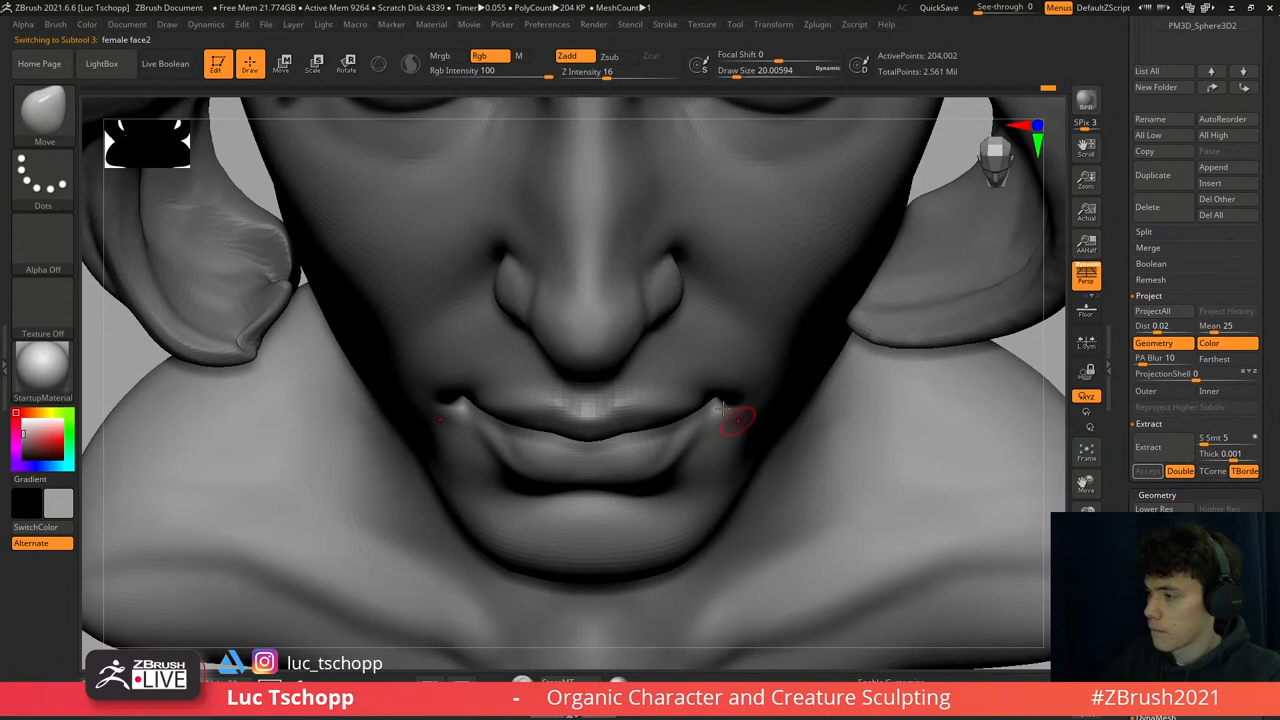 ZBrush 2021.6.6 [Luc Tschopp] ZBrush Document • Free Mem 21.774GB • Active Mem 9264 • Scratch Disk 4339 • Timer▶0.055 • PolyCount▶204 KP • MeshCount▶1 AC QuickSave See-through 0 Menus DefaultZScript
Alpha Brush Color Document Draw Dynamics Edit File Layer Light Macro Marker Material Movie Picker Preferences Render Stencil Stroke Texture Tool Transform Zplugin Zscript Help
Switching to Subtool 3: female face2
Home Page LightBox Live Boolean Edit Draw Move Scale Rotate
Mrgb Rgb M Zadd Zsub Zcut
Rgb Intensity 100 Z Intensity 16
Focal Shift 0
Draw Size 20.00594 Dynamic
ActivePoints: 204,002
TotalPoints: 2.561 Mil
Move
Dots
Alpha Off
Texture Off
StartupMaterial
Gradient
SwitchColor
Alternate
BPR
SPix 3
Scroll
Zoom
Actual
AAHalf
Dynamic
Persp
Floor
L.Sym
XYZ
Frame
Move
PM3D_Sphere3D2
List All
New Folder
Rename AutoReorder
All Low All High
Copy Paste
Duplicate Append
Insert
Delete Del Other
Del All
Split
Merge
Boolean
Remesh
Project
ProjectAll Project History
Dist 0.02 Mean 25
Geometry Color
PA Blur 10 Farthest
ProjectionShell 0
Outer Inner
Reproject Higher Subdiv
Extract
Extract S Smt 5
Thick 0.001
Accept Double TCorne TBorde
Geometry
Lower Res Higher Res
ZBRUSH
LIVE
luc_tschopp
Luc Tschopp - Organic Character and Creature Sculpting #ZBrush2021
DynaMesh